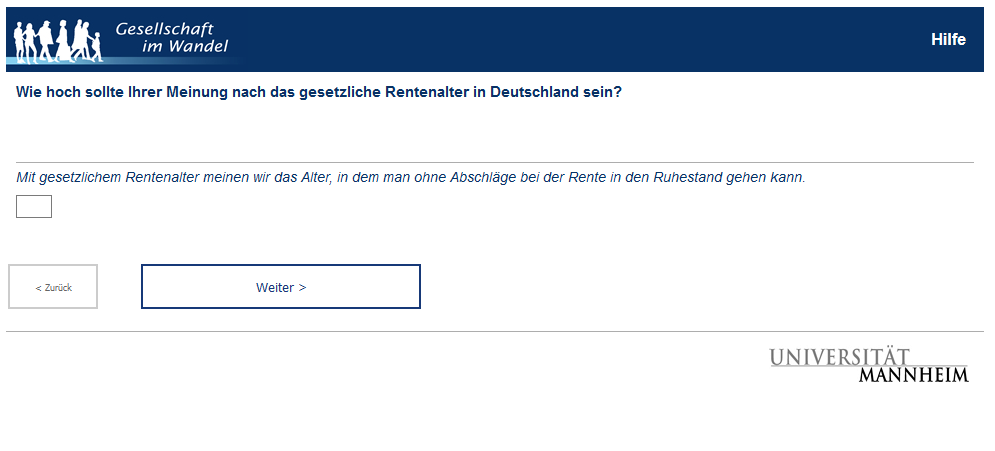 Gesellschaft
im Wandel
Hilfe
Wie hoch sollte Ihrer Meinung nach das gesetzliche Rentenalter in Deutschland sein?
Mit gesetzlichem Rentenalter meinen wir das Alter, in dem man ohne Abschläge bei der Rente in den Ruhestand gehen kann.
< Zurück
Weiter >
UNIVERSITÄT
MANNHEIM